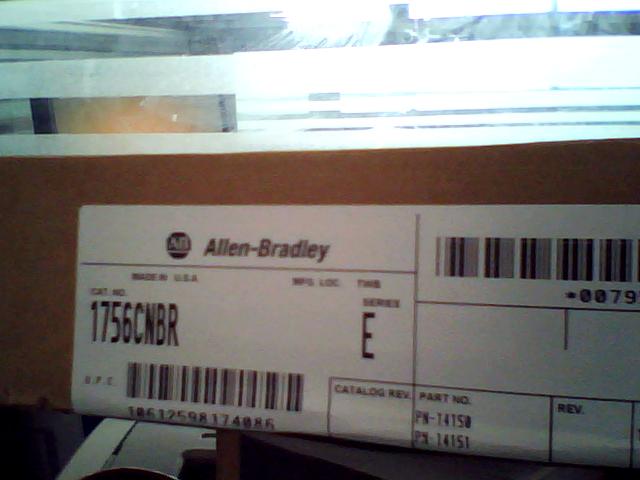 AB Allen-Bradley
MADE IN U.S.A. MFG. LOC. TWB
CAT. NO. SERIES
1756CNBR E
*0079
U.P.C.
10612598174086
CATALOG REV. PART NO. REV.
PN-14150
PN-14151